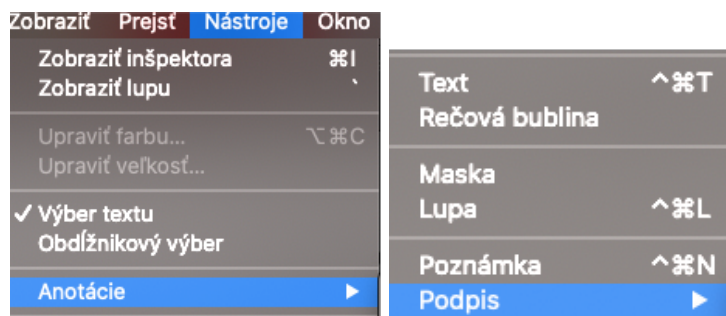 Zobraziť Prejsť Nástroje Okno
Zobraziť inšpektora ⌘I
Zobraziť lupu `
Upraviť farbu... ⌥⌘C
Upraviť veľkosť...
✓ Výber textu
Obdĺžnikový výber
Anotácie ▶
Text ^⌘T
Rečová bublina
Maska
Lupa ^⌘L
Poznámka ^⌘N
Podpis ▶